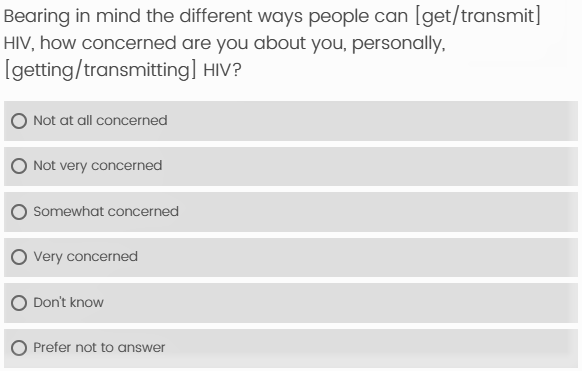 Bearing in mind the different ways people can [get/transmit]
HIV, how concerned are you about you, personally,
[getting/transmitting] HIV?
Not at all concerned
Not very concerned
Somewhat concerned
Very concerned
Don't know
Prefer not to answer